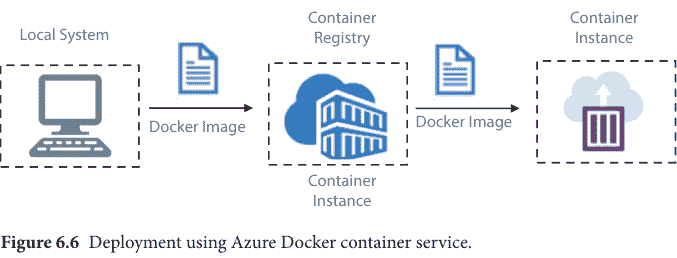 Local System
Docker Image
Container
Registry
Container
Instance
Docker Image
Container
Instance
Figure 6.6 Deployment using Azure Docker container service.